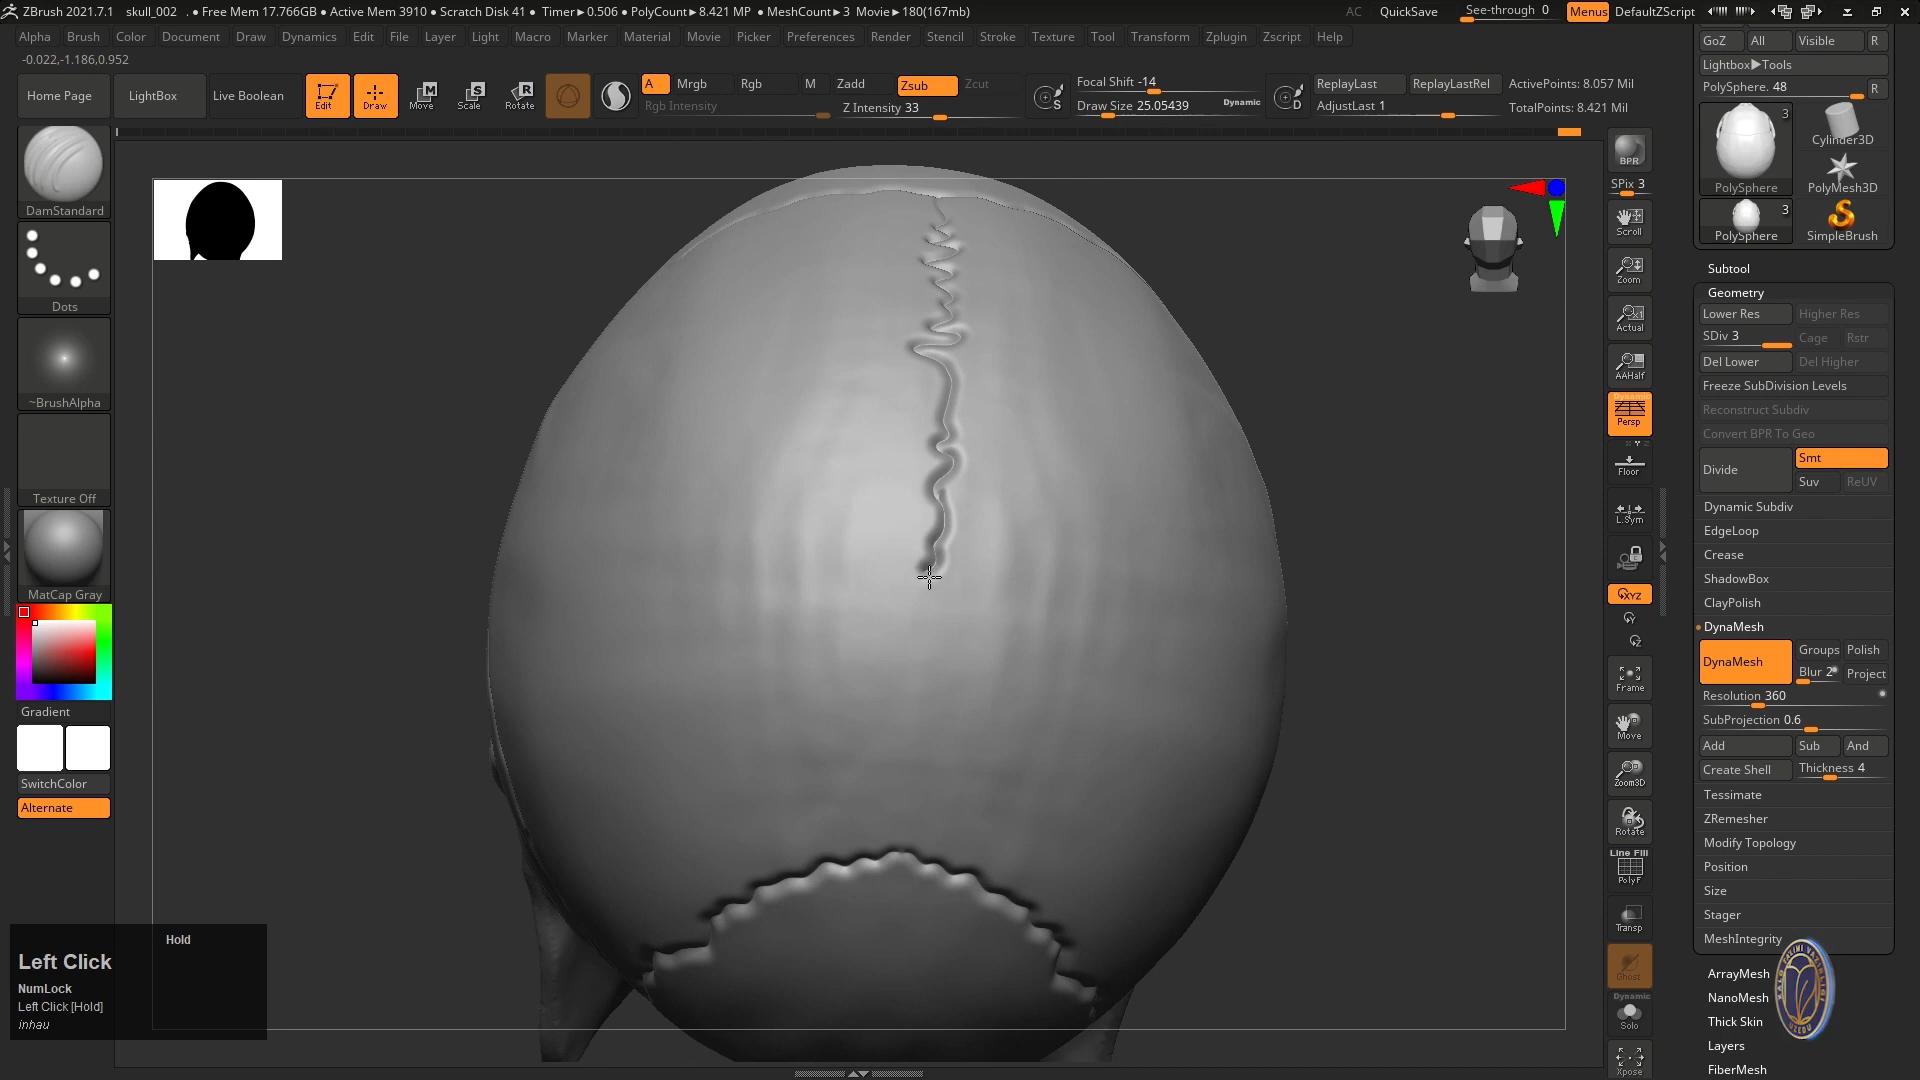 ZBrush 2021.7.1 skull_002 . ● Free Mem 17.766GB ● Active Mem 3910 ● Scratch Disk 41 ● Timer▶0.506 ● PolyCount▶8.421 MP ● MeshCount▶3 Movie▶180(167mb) AC QuickSave See-through 0 Menus DefaultZScript
Alpha Brush Color Document Draw Dynamics Edit File Layer Light Macro Marker Material Movie Picker Preferences Render Stencil Stroke Texture Tool Transform Zplugin Zscript Help
-0.022,-1.186,0.952
Home Page LightBox Live Boolean Edit Draw Move Scale Rotate
A Mrgb Rgb M Zadd Zsub Zcut
Rgb Intensity Z Intensity 33
Focal Shift -14
Draw Size 25.05439 Dynamic
ReplayLast ReplayLastRel ActivePoints: 8.057 Mil
AdjustLast 1 TotalPoints: 8.421 Mil
DamStandard
Dots
~BrushAlpha
Texture Off
MatCap Gray
Gradient
SwitchColor
Alternate
Hold
Left Click
NumLock
Left Click [Hold]
inhau
BPR
SPix 3
Scroll
Zoom
Actual
AAHalf
Dynamic
Persp
Floor
L.Sym
XYZ
Frame
Move
Zoom3D
Rotate
Line Fill
PolyF
Transp
Ghost
Dynamic
Solo
Xpose
GoZ All Visible R
Lightbox▶Tools
PolySphere. 48 R
3
PolySphere
Cylinder3D
PolyMesh3D
3
PolySphere
SimpleBrush
Subtool
Geometry
Lower Res Higher Res
SDiv 3 Cage Rstr
Del Lower Del Higher
Freeze SubDivision Levels
Reconstruct Subdiv
Convert BPR To Geo
Divide Smt
Suv ReUV
Dynamic Subdiv
EdgeLoop
Crease
ShadowBox
ClayPolish
DynaMesh
DynaMesh Groups Polish
Blur 2 Project
Resolution 360
SubProjection 0.6
Add Sub And
Create Shell Thickness 4
Tessimate
ZRemesher
Modify Topology
Position
Size
Stager
MeshIntegrity
ArrayMesh
NanoMesh
Thick Skin
Layers
FiberMesh